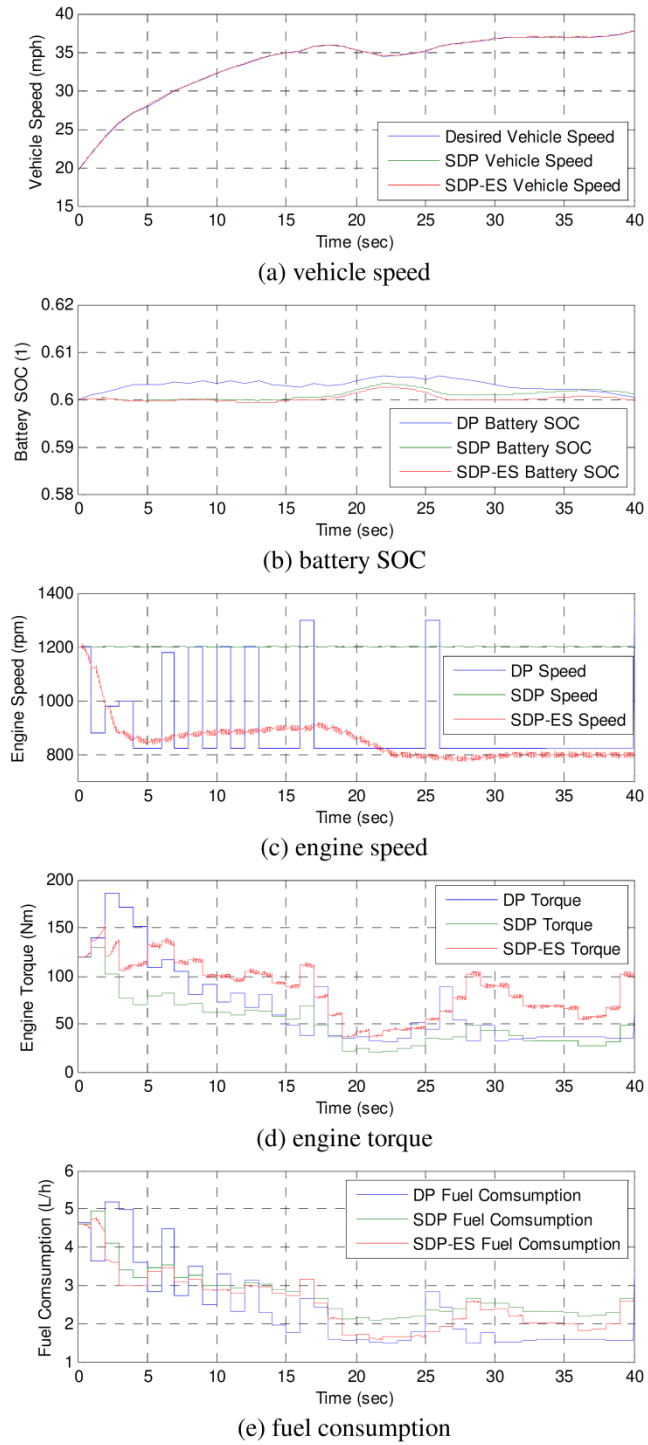 40
35
30
25
20
15
Vehicle Speed (mph)
Desired Vehicle Speed
SDP Vehicle Speed
SDP-ES Vehicle Speed
0 5 10 15 20 25 30 35 40
Time (sec)
(a) vehicle speed
0.62
0.61
0.6
0.59
0.58
Battery SOC (1)
DP Battery SOC
SDP Battery SOC
SDP-ES Battery SOC
0 5 10 15 20 25 30 35 40
Time (sec)
(b) battery SOC
1400
1200
1000
800
Engine Speed (rpm)
DP Speed
SDP Speed
SDP-ES Speed
0 5 10 15 20 25 30 35 40
Time (sec)
(c) engine speed
200
150
100
50
0
Engine Torque (Nm)
DP Torque
SDP Torque
SDP-ES Torque
0 5 10 15 20 25 30 35 40
Time (sec)
(d) engine torque
6
5
4
3
2
1
Fuel Comsumption (L/h)
DP Fuel Comsumption
SDP Fuel Comsumption
SDP-ES Fuel Comsumption
0 5 10 15 20 25 30 35 40
Time (sec)
(e) fuel consumption